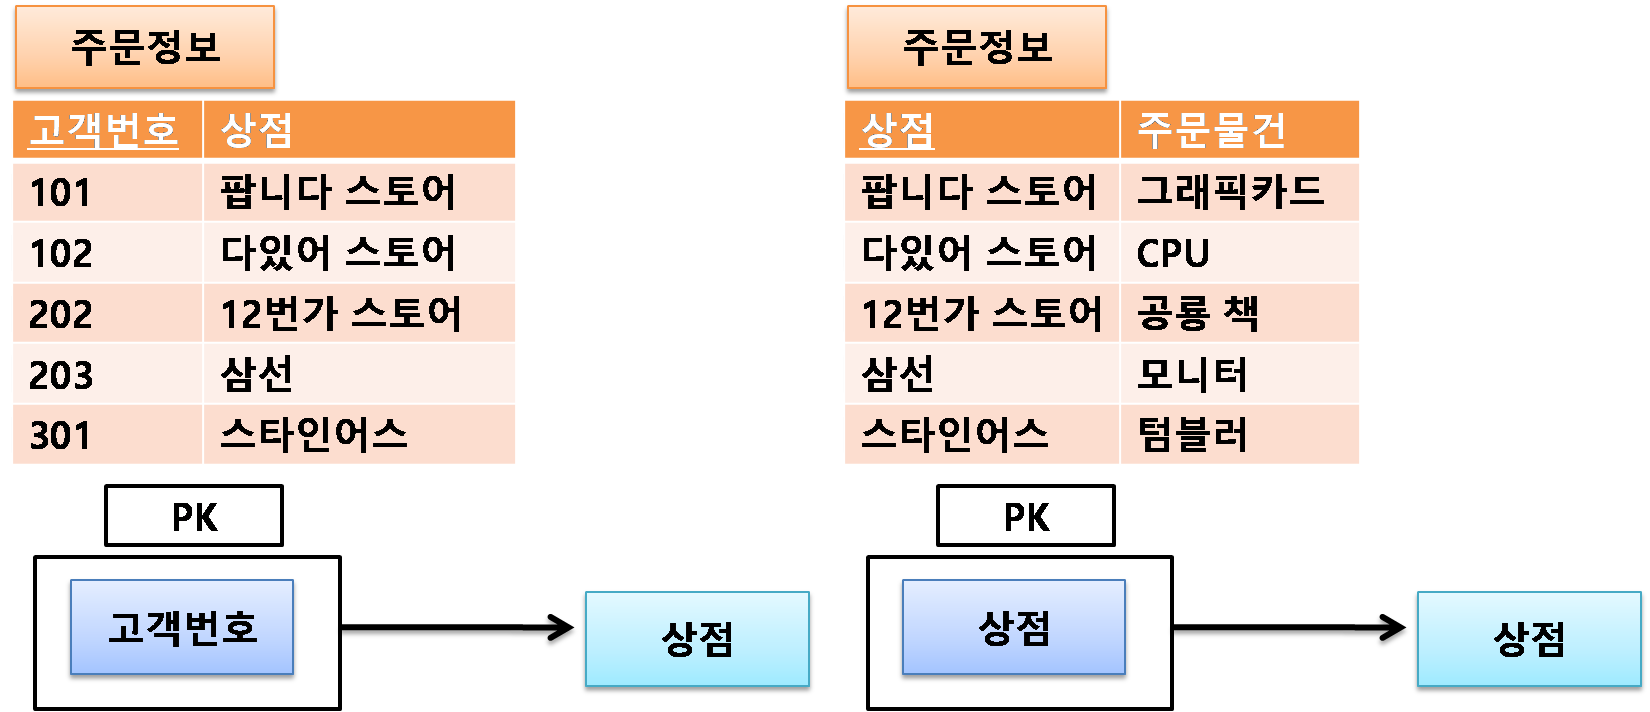 주문정보
고객번호 상점
101 팝니다 스토어
102 다있어 스토어
202 12번가 스토어
203 삼선
301 스타인어스
PK
고객번호
상점
주문정보
상점 주문물건
팝니다 스토어 그래픽카드
다있어 스토어 CPU
12번가 스토어 공룡 책
삼선 모니터
스타인어스 텀블러
PK
상점
상점